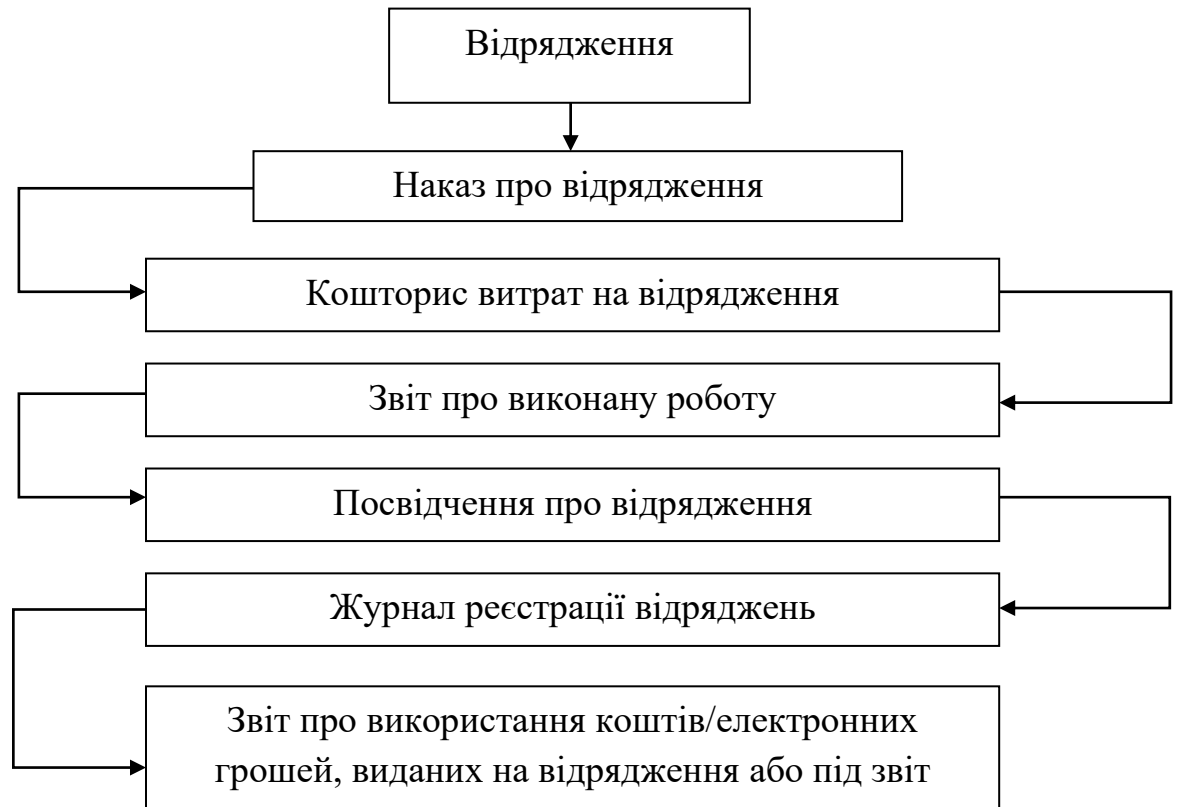 Відрядження
Наказ про відрядження
Кошторис витрат на відрядження
Звіт про виконану роботу
Посвідчення про відрядження
Журнал реєстрації відряджень
Звіт про використання коштів/електронних
грошей, виданих на відрядження або під звіт